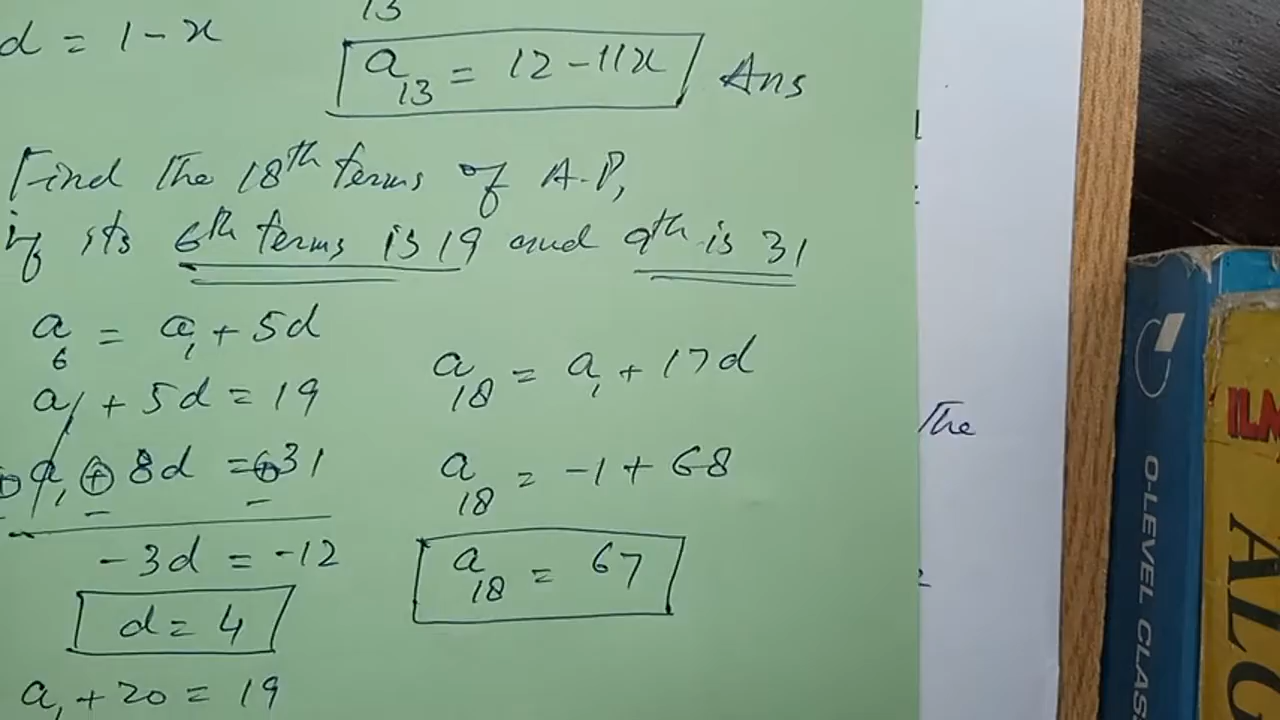 13
d = 1 - x
a13 = 12 - 11x Ans
Find The 18th terms of A.P,
if its 6th terms is 19 and 9th is 31
a6 = a1 + 5d
a1 + 5d = 19
a1 + 8d = 31
- - -
-3d = -12
d = 4
a1 + 20 = 19
a18 = a1 + 17d
a18 = -1 + 68
a18 = 67
The
O-LEVEL CLASS
ALG